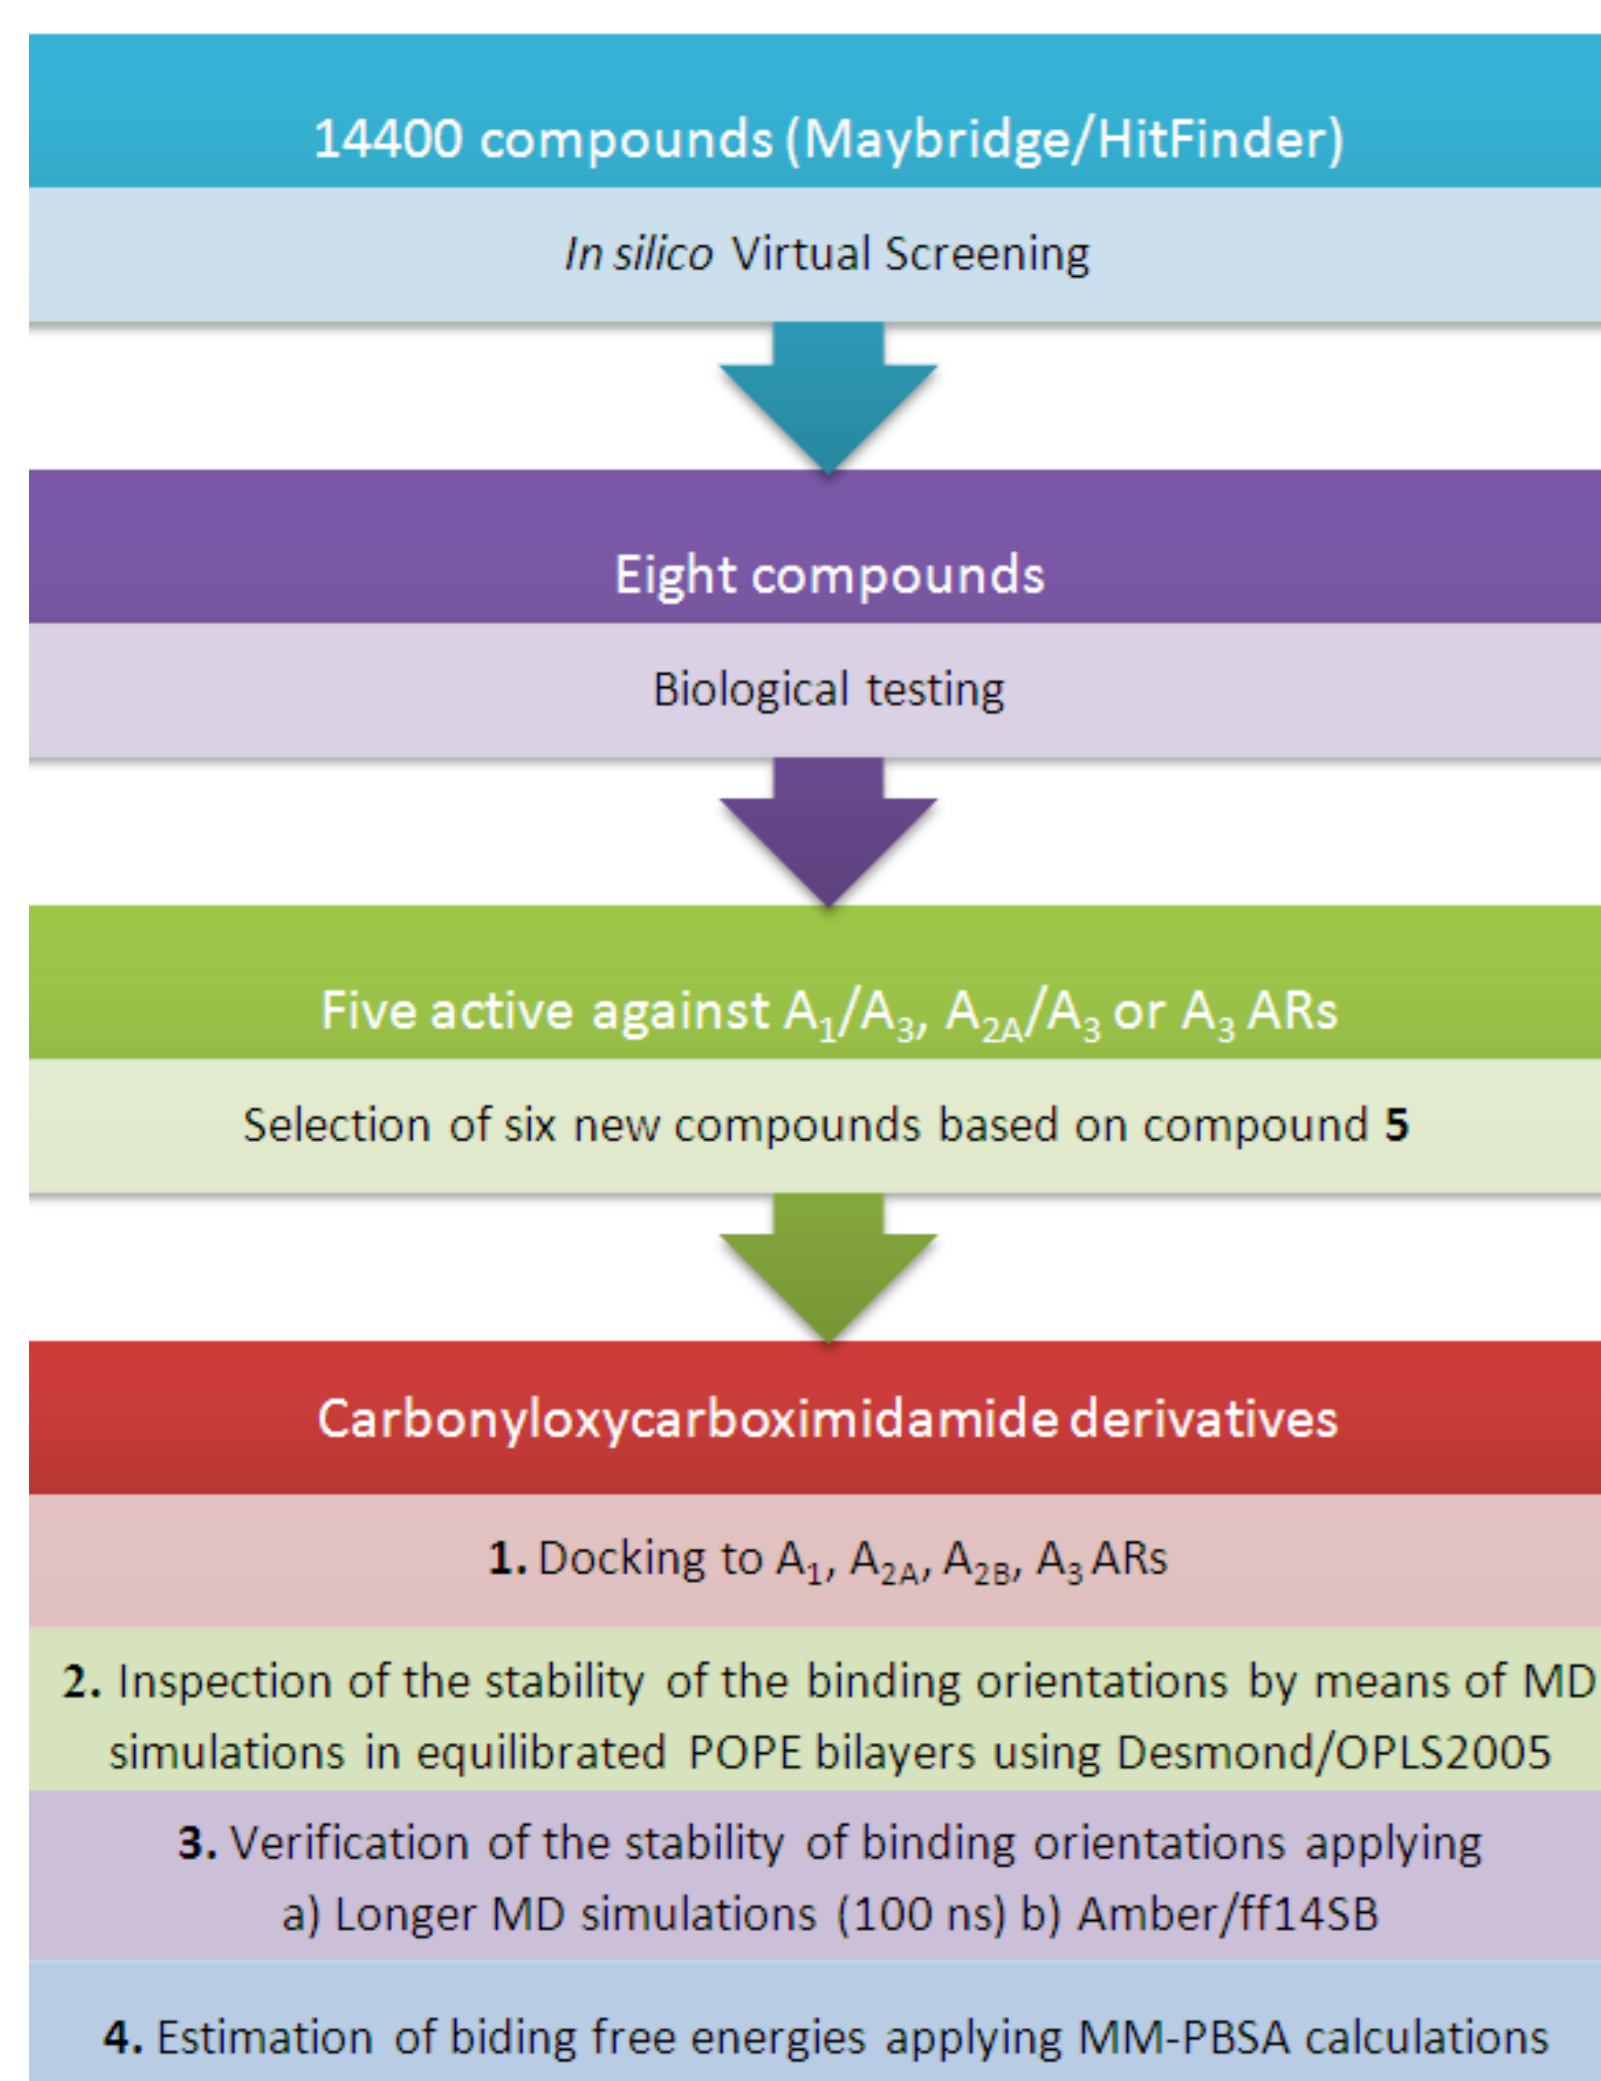 14400 compounds (Maybridge/HitFinder)
In silico Virtual Screening
Eight compounds
Biological testing
Five active against A₁/A₃, A₂A/A₃ or A₃ ARs
Selection of six new compounds based on compound 5
Carbonyloxycarboximidamide derivatives
1. Docking to A₁, A₂A, A₂B, A₃ ARs
2. Inspection of the stability of the binding orientations by means of MD
simulations in equilibrated POPE bilayers using Desmond/OPLS2005
3. Verification of the stability of binding orientations applying
a) Longer MD simulations (100 ns) b) Amber/ff14SB
4. Estimation of biding free energies applying MM-PBSA calculations